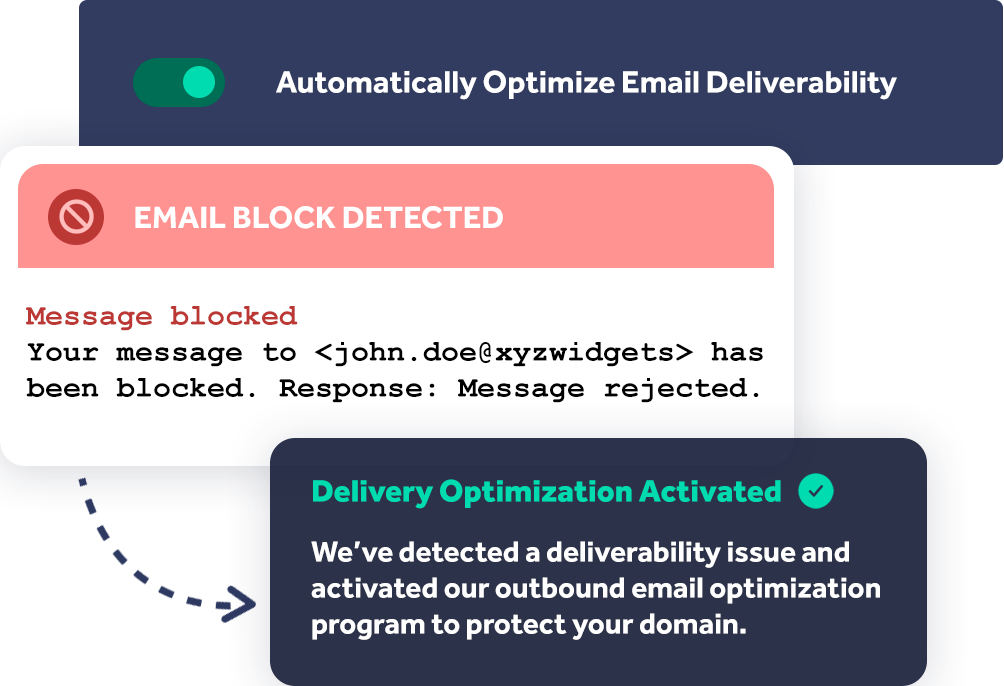 Automatically Optimize Email Deliverability
EMAIL BLOCK DETECTED
Message blocked
Your message to <john.doe@xyzwidgets> has
been blocked. Response: Message rejected.
Delivery Optimization Activated
We’ve detected a deliverability issue and
activated our outbound email optimization
program to protect your domain.